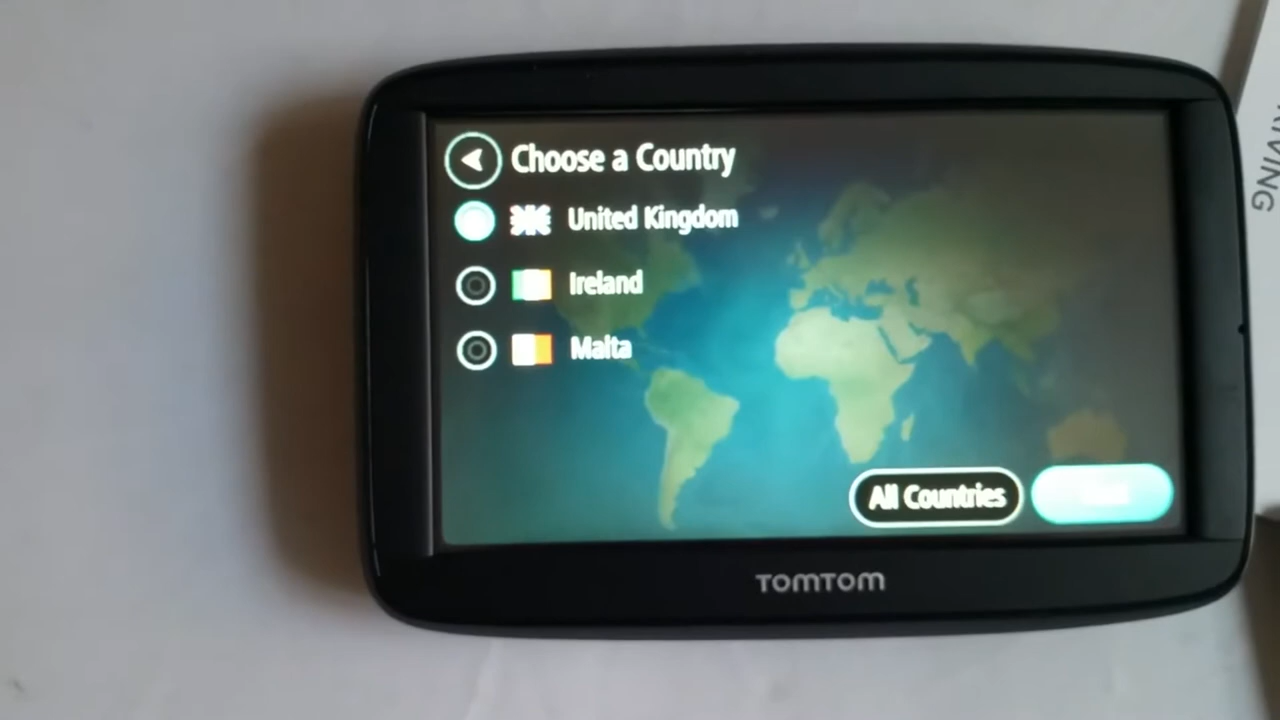 Choose a Country
United Kingdom
Ireland
Malta
All Countries
TOMTOM